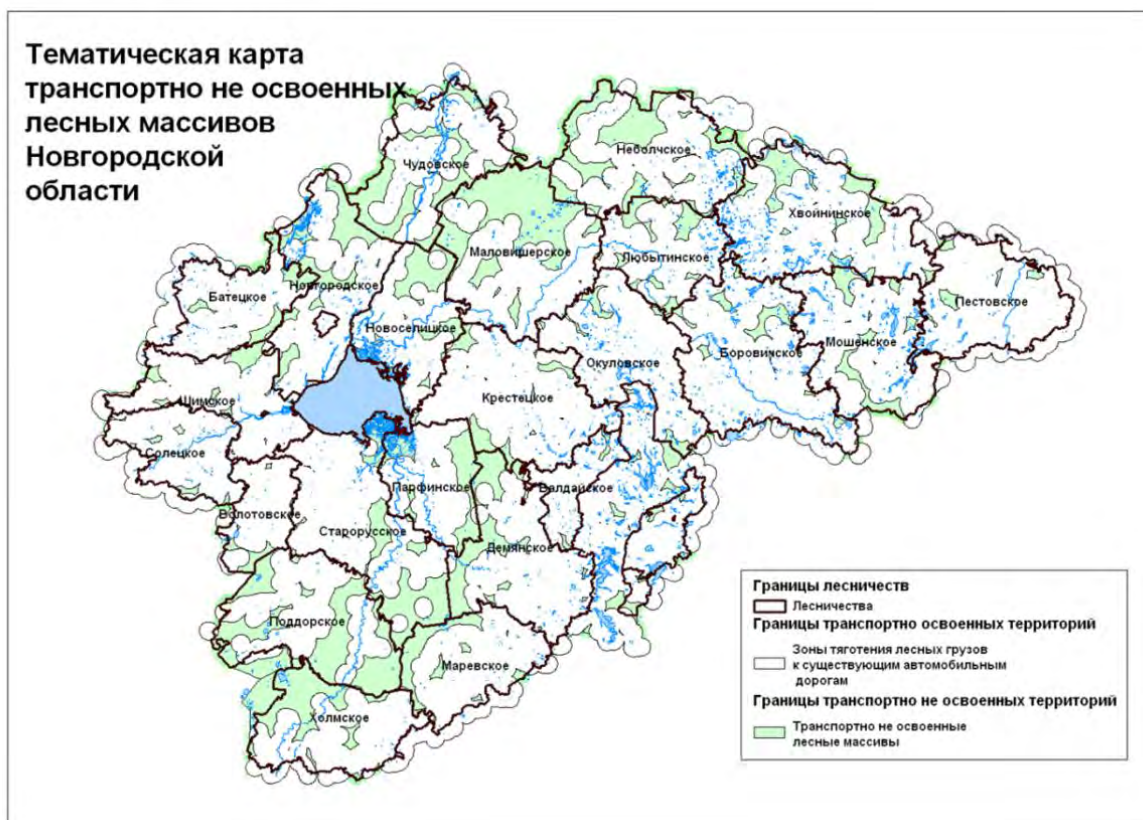 Тематическая карта
транспортно не освоенных
лесных массивов
Новгородской
области
Чудовское
Неболчское
Хвойнинское
Маловишерское
Любытинское
Батецкое
Новгородское
Пестовское
Новоселицкое
Мошенское
Боровичское
Окуловское
Крестецкое
Шимское
Солецкое
Парфинское
Валдайское
Волотовское
Старорусское
Демянское
Поддорское
Маревское
Холмское
Границы лесничеств
Лесничества
Границы транспортно освоенных территорий
Зоны тяготения лесных грузов
к существующим автомобильным
дорогам
Границы транспортно не освоенных территорий
Транспортно не освоенные
лесные массивы